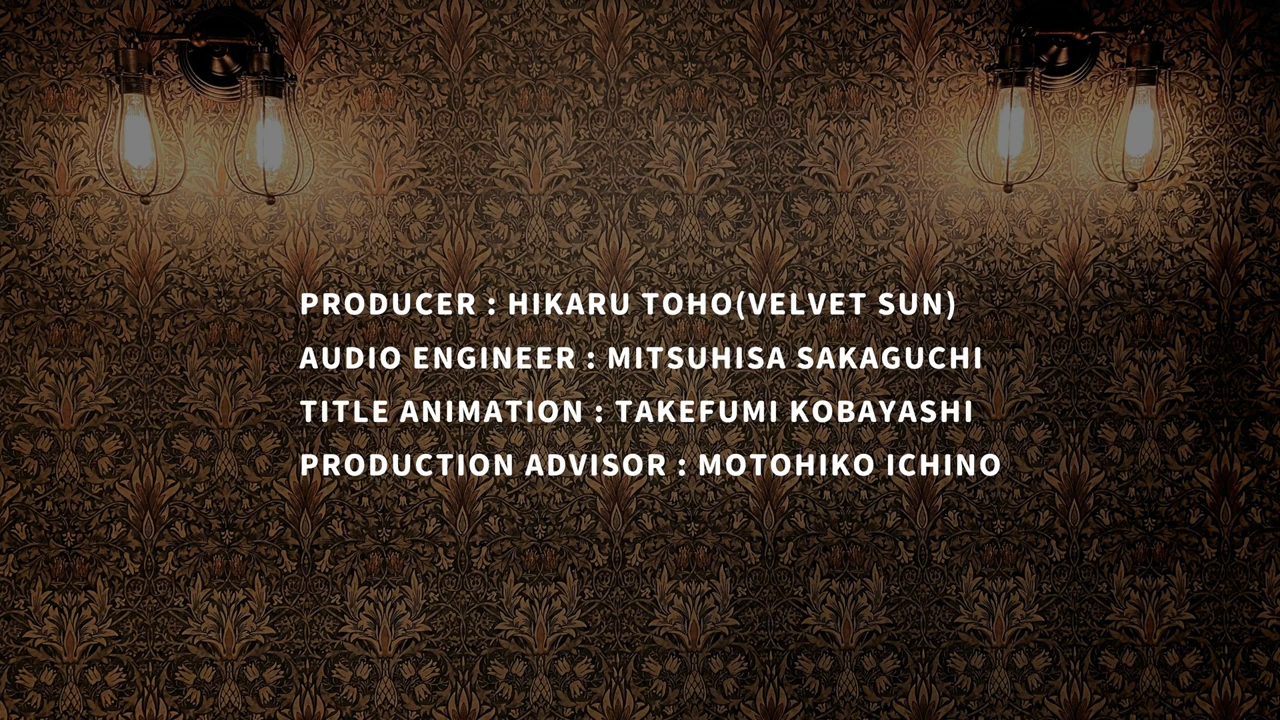 PRODUCER : HIKARU TOHO(VELVET SUN)
AUDIO ENGINEER : MITSUHISA SAKAGUCHI
TITLE ANIMATION : TAKEFUMI KOBAYASHI
PRODUCTION ADVISOR : MOTOHIKO ICHINO